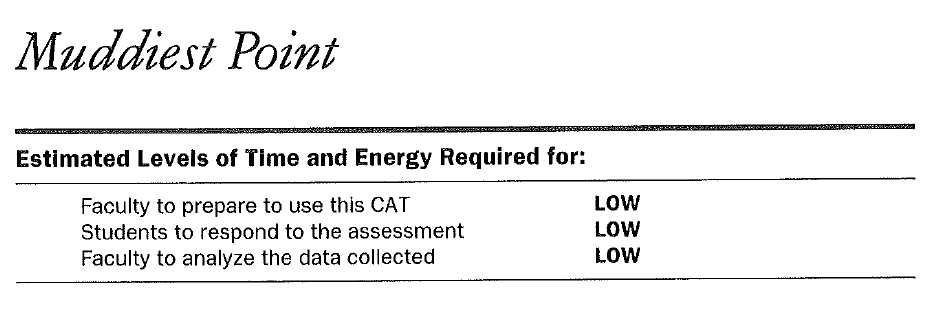 Muddiest Point
Estimated Levels of Time and Energy Required for:
Faculty to prepare to use this CAT LOW
Students to respond to the assessment LOW
Faculty to analyze the data collected LOW